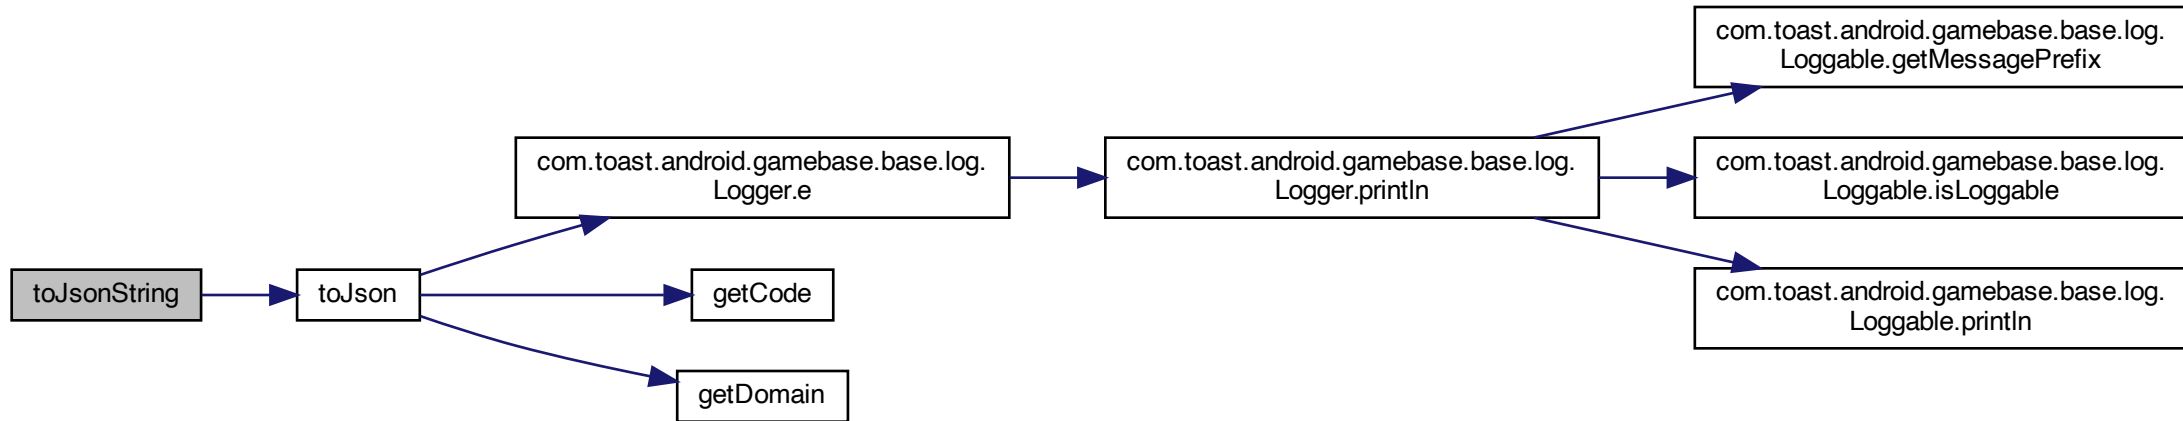 toJsonString
toJson
com.toast.android.gamebase.base.log.
Logger.e
getCode
getDomain
com.toast.android.gamebase.base.log.
Logger.println
com.toast.android.gamebase.base.log.
Loggable.getMessagePrefix
com.toast.android.gamebase.base.log.
Loggable.isLoggable
com.toast.android.gamebase.base.log.
Loggable.println